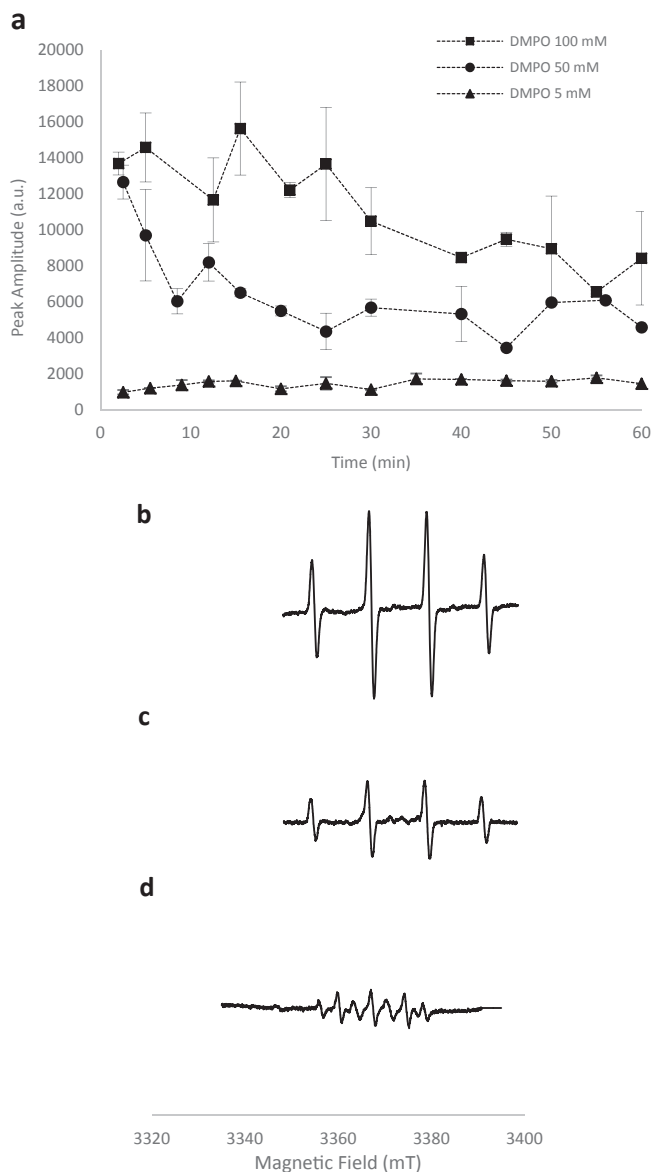 a
20000
18000
16000
14000
12000
10000
8000
6000
4000
2000
0
Peak Amplitude (a.u.)
DMPO 100 mM
DMPO 50 mM
DMPO 5 mM
0 10 20 30 40 50 60
Time (min)
b
c
d
3320 3340 3360 3380 3400
Magnetic Field (mT)